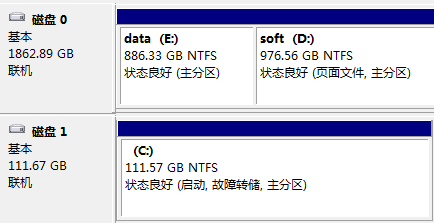 磁盘 0
基本
1862.89 GB
联机
data (E:)
886.33 GB NTFS
状态良好 (主分区)
soft (D:)
976.56 GB NTFS
状态良好 (页面文件, 主分区)
磁盘 1
基本
111.67 GB
联机
(C:)
111.57 GB NTFS
状态良好 (启动, 故障转储, 主分区)